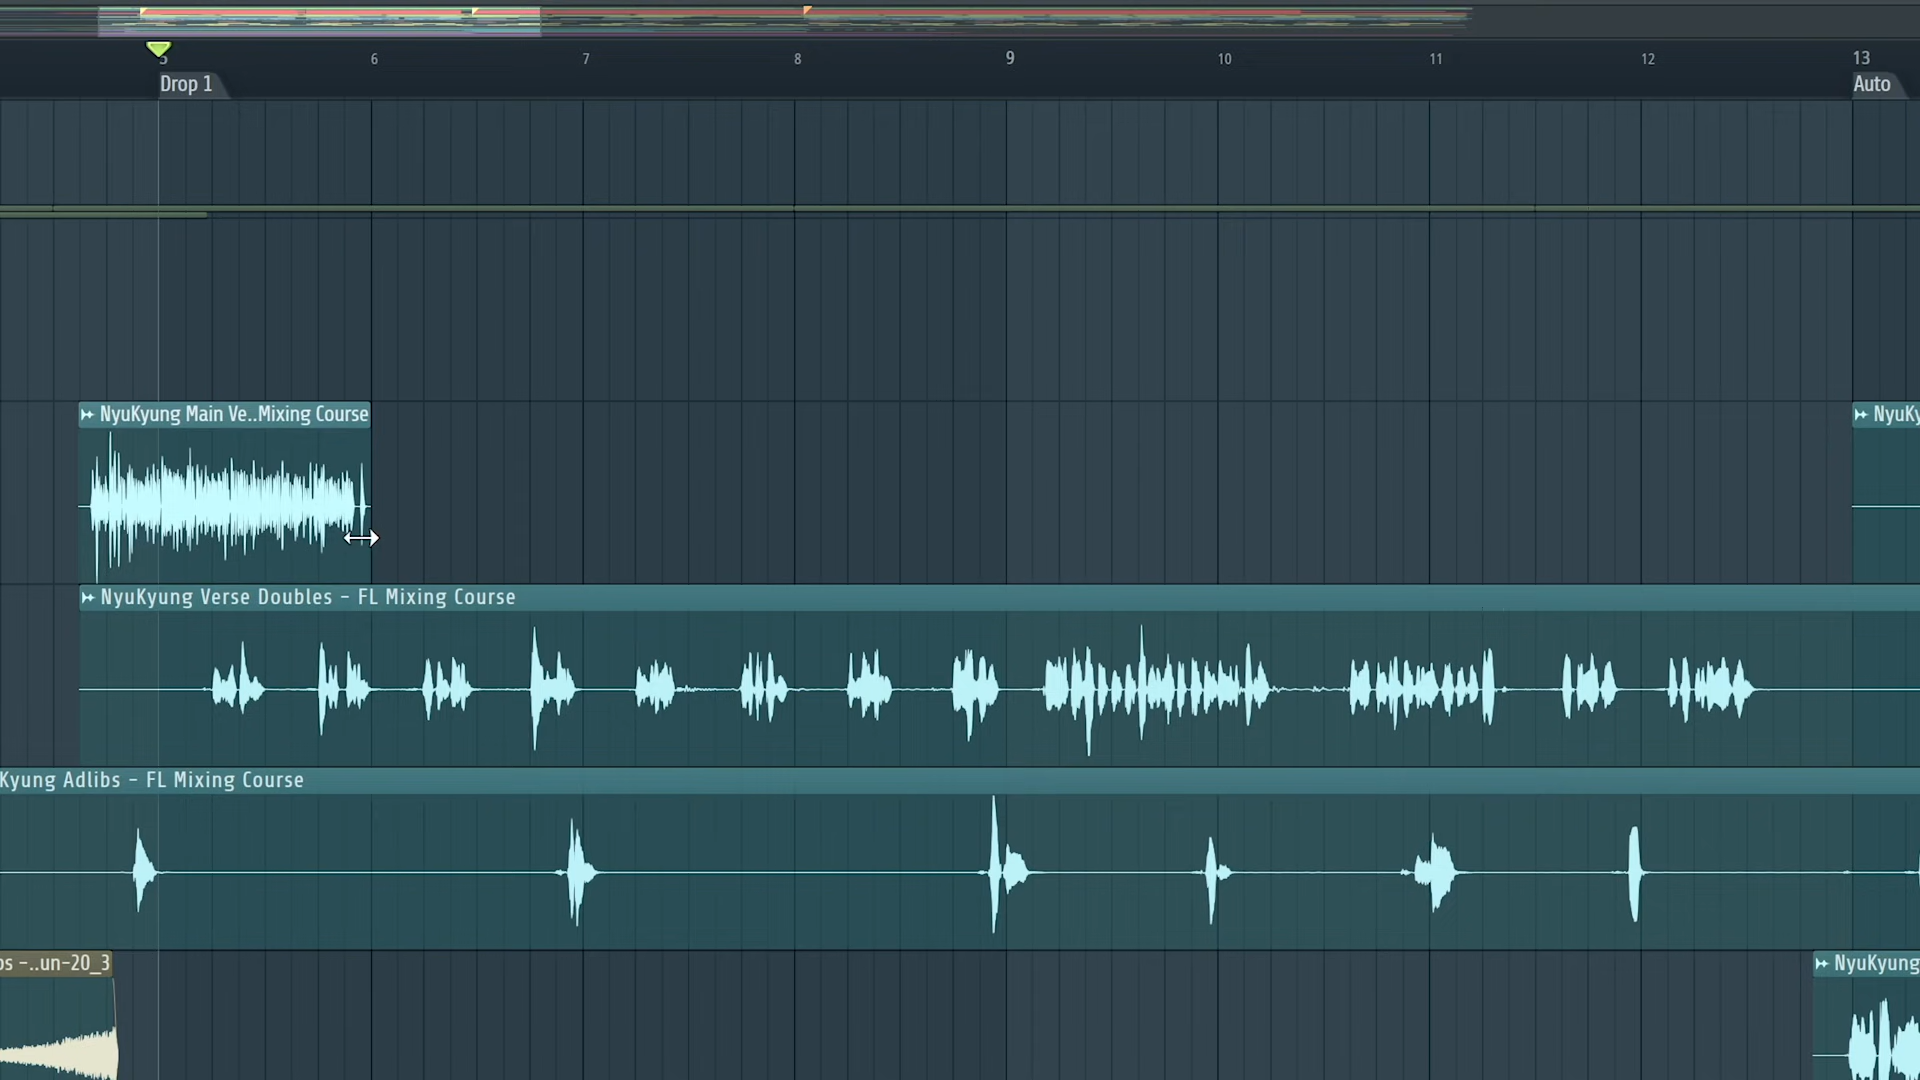 5 6 7 8 9 10 11 12 13
Drop 1 Auto
NyuKyung Main Ve..Mixing Course NyuKy
NyuKyung Verse Doubles - FL Mixing Course
Kyung Adlibs - FL Mixing Course
os -..un-20_3 NyuKyung